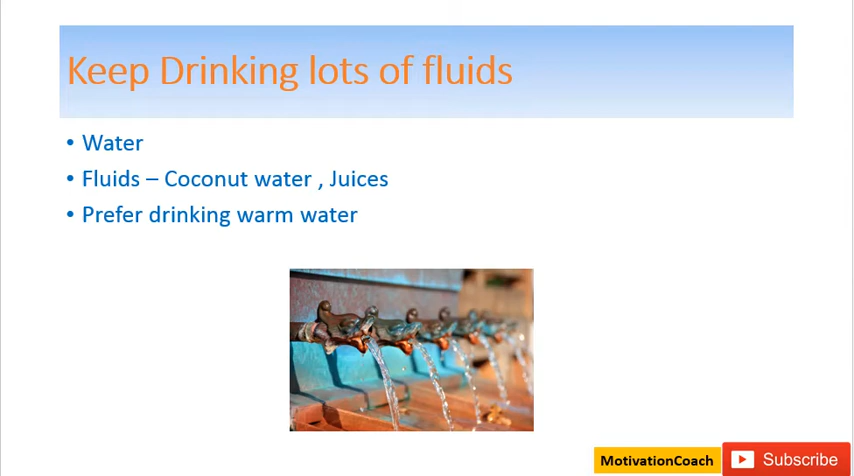 Keep Drinking lots of fluids
• Water
• Fluids – Coconut water , Juices
• Prefer drinking warm water
MotivationCoach
Subscribe